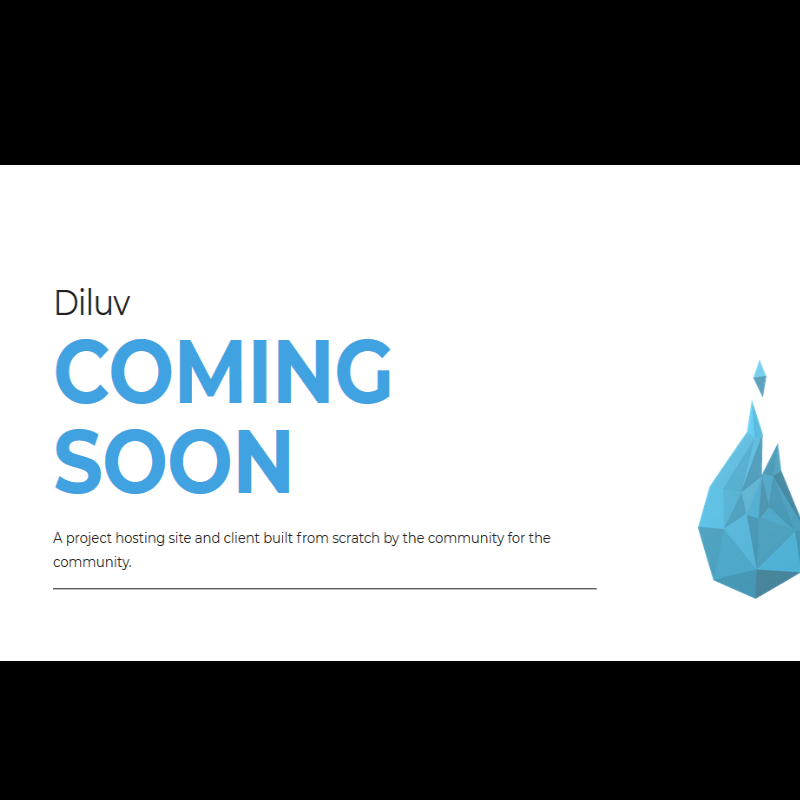 Diluv
COMING
SOON
A project hosting site and client built from scratch by the community for the
community.